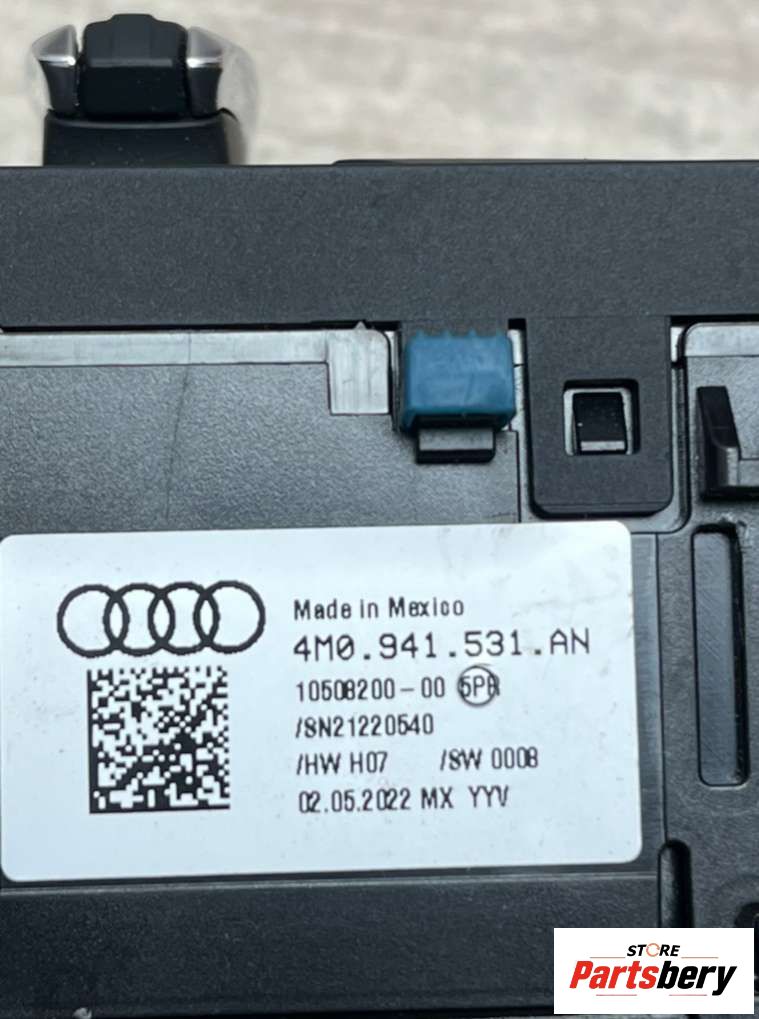 Made in Mexico
4M0.941.531.AN
10508200-00 5PR
/SN21220540
/HW H07 /SW 0008
02.05.2022 MX YYV
STORE
Partsbery